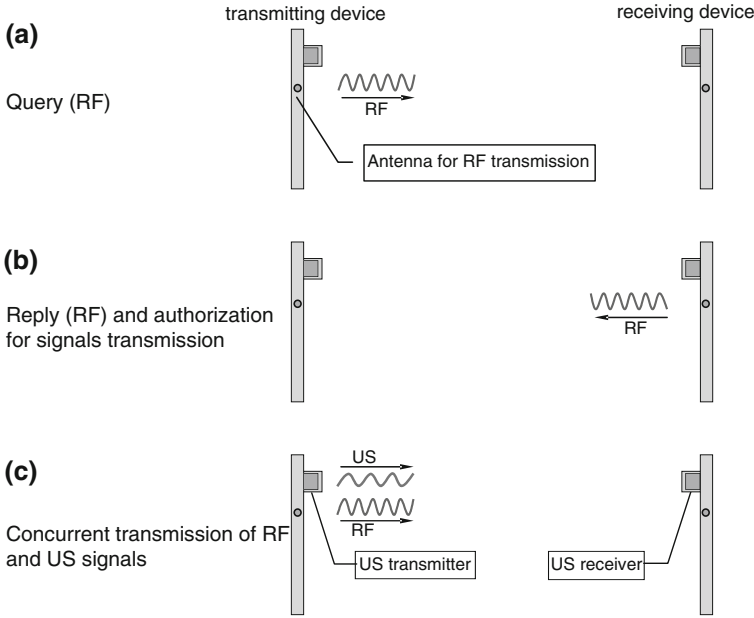 transmitting device
receiving device
(a)
Query (RF)
RF
Antenna for RF transmission
(b)
Reply (RF) and authorization
for signals transmission
RF
(c)
Concurrent transmission of RF
and US signals
US
RF
US transmitter
US receiver